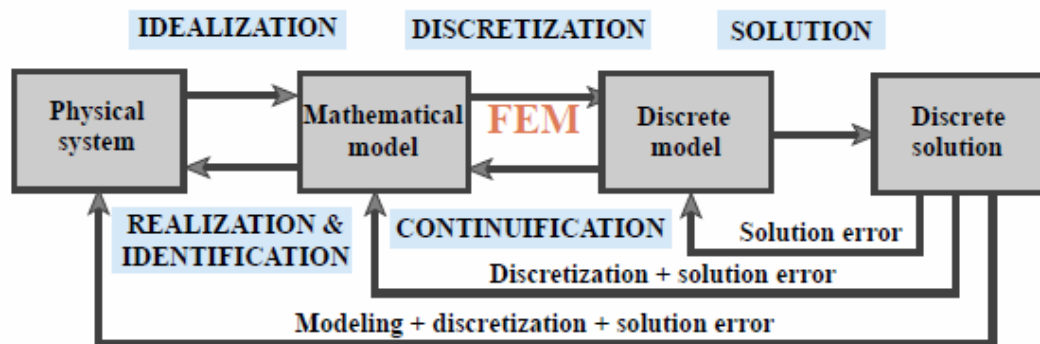 IDEALIZATION
DISCRETIZATION
SOLUTION
Physical
system
Mathematical
model
FEM
Discrete
model
Discrete
solution
REALIZATION &
IDENTIFICATION
CONTINUIFICATION
Solution error
Discretization + solution error
Modeling + discretization + solution error